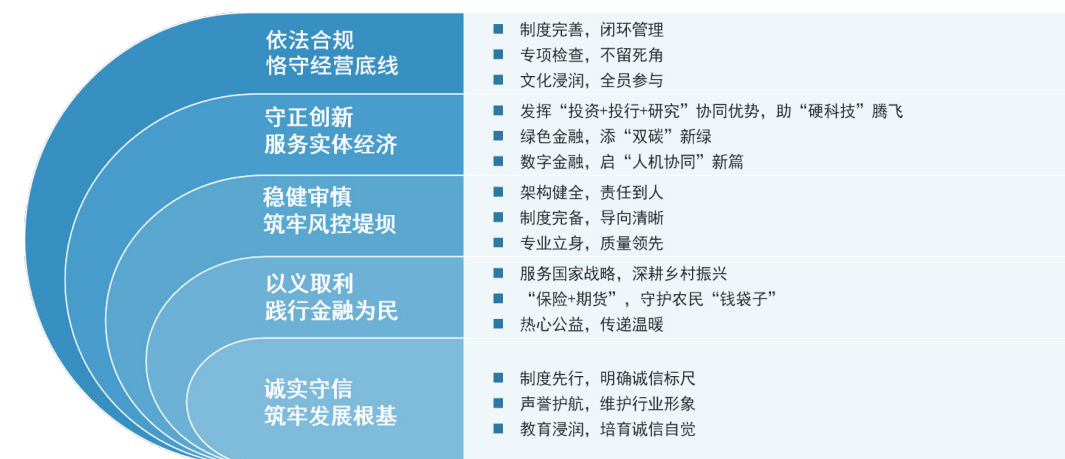 依法合规
恪守经营底线
制度完善，闭环管理
专项检查，不留死角
文化浸润，全员参与
守正创新
服务实体经济
发挥“投资+投行+研究”协同优势，助“硬科技”腾飞
绿色金融，添“双碳”新绿
数字金融，启“人机协同”新篇
稳健审慎
筑牢风控堤坝
架构健全，责任到人
制度完备，导向清晰
专业立身，质量领先
以义取利
践行金融为民
服务国家战略，深耕乡村振兴
“保险+期货”，守护农民“钱袋子”
热心公益，传递温暖
诚实守信
筑牢发展根基
制度先行，明确诚信标尺
声誉护航，维护行业形象
教育浸润，培育诚信自觉